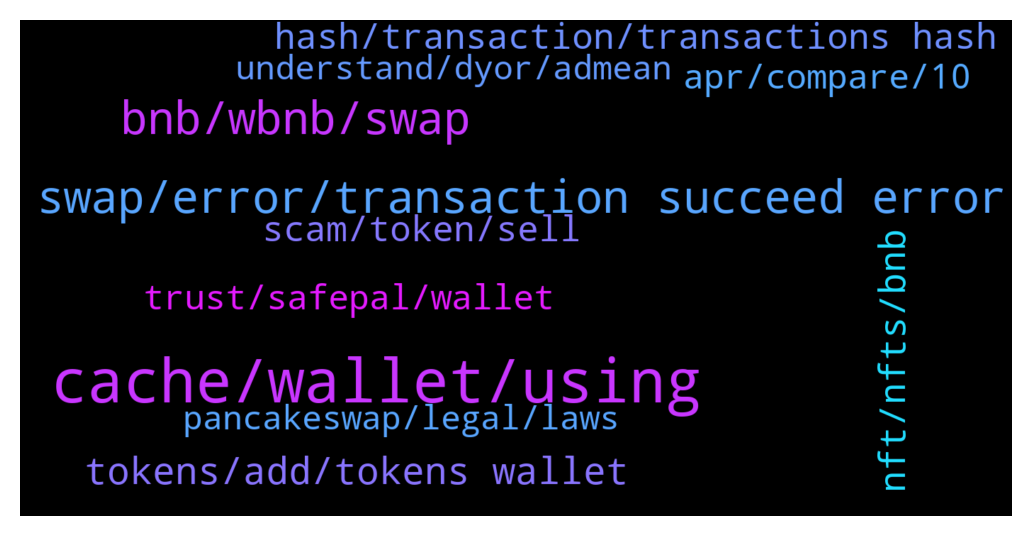 hash/transaction/transactions hash
understand/dyor/admean
apr/compare/10
bnb/wbnb/swap
swap/error/transaction succeed error
scam/token/sell
nft/nfts/bnb
trust/safepal/wallet
cache/wallet/using
pancakeswap/legal/laws
tokens/add/tokens wallet